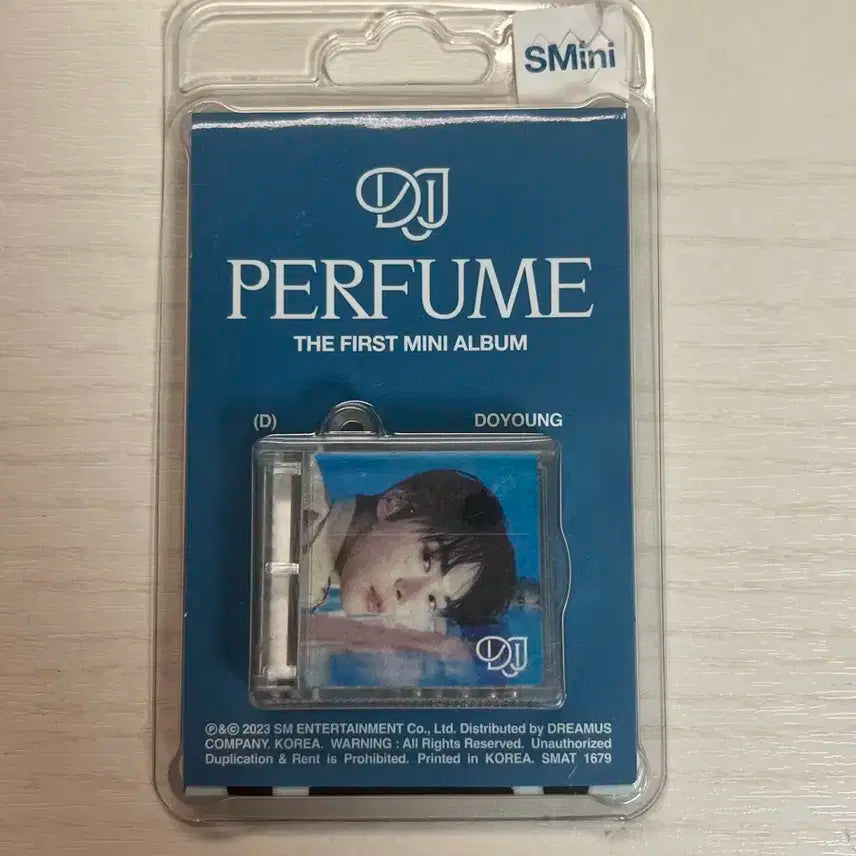 SMini
DJ
PERFUME
THE FIRST MINI ALBUM
(D) DOYOUNG
DJ
℗&© 2023 SM ENTERTAINMENT Co., Ltd. Distributed by DREAMUS
COMPANY. KOREA. WARNING : All Rights Reserved. Unauthorized
Duplication & Rent is Prohibited. Printed in KOREA. SMAT 1679